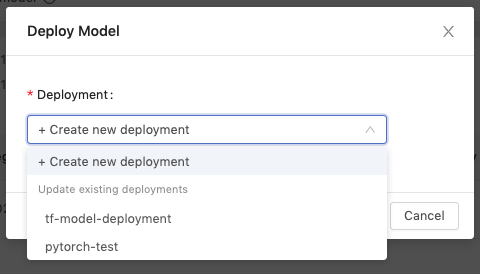 Deploy Model
* Deployment:
+ Create new deployment
+ Create new deployment
Update existing deployments
tf-model-deployment
pytorch-test
Cancel